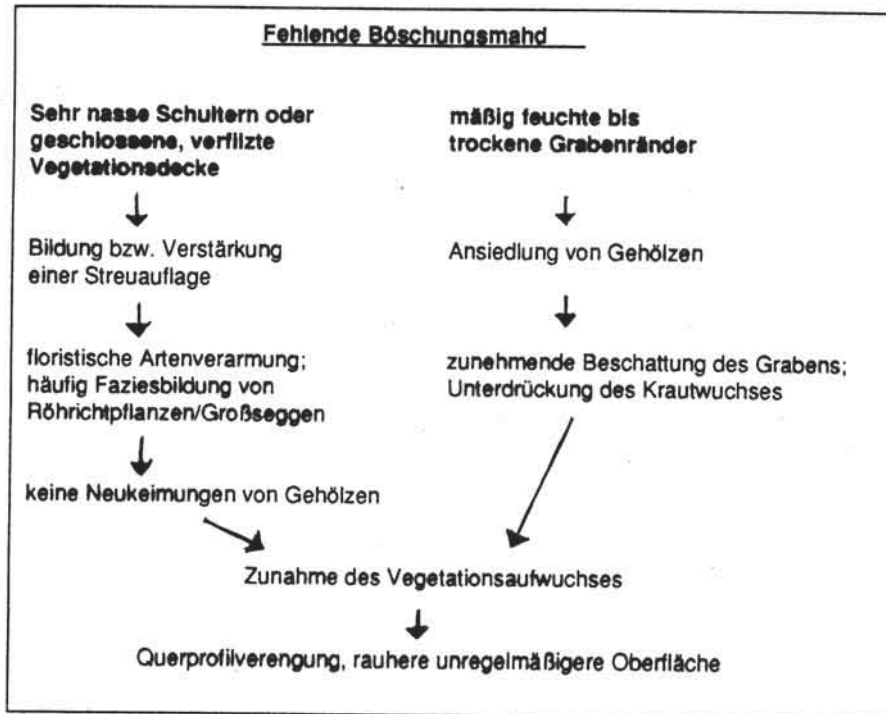 Fehlende Böschungsmahd
Sehr nasse Schultern oder
geschlossene, verfilzte
Vegetationsdecke
Bildung bzw. Verstärkung
einer Streuauflage
floristische Artenverarmung;
häufig Faziesbildung von
Röhrichtpflanzen/Großseggen
keine Neukeimungen von Gehölzen
mäßig feuchte bis
trockene Grabenränder
Ansiedlung von Gehölzen
zunehmende Beschattung des Grabens;
Unterdrückung des Krautwuchses
Zunahme des Vegetationsaufwuchses
Querprofilverengung, rauhere unregelmäßigere Oberfläche